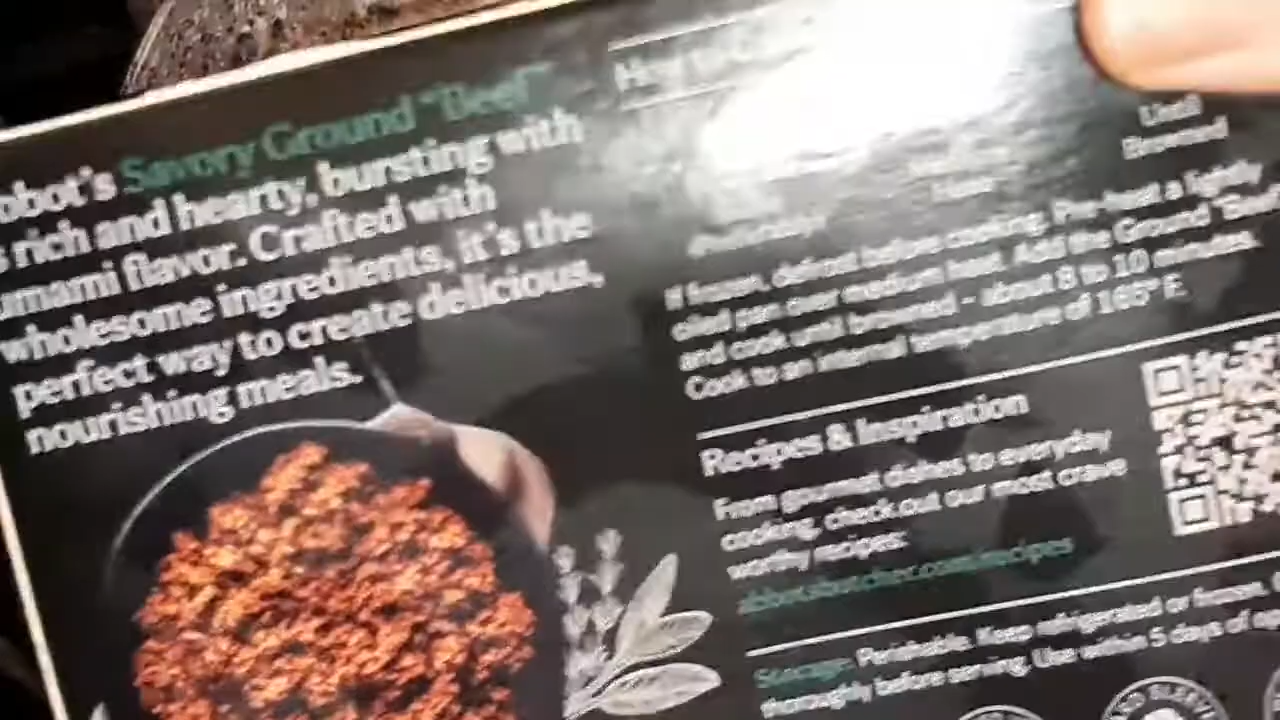 Savory Ground "Beef"
rich and hearty, bursting with
umami flavor. Crafted with
wholesome ingredients, it's the
perfect way to create delicious,
nourishing meals.
Until
Browned
If frozen, defrost before cooking. Pre-heat a lightly
oiled pan over medium heat. Add the Ground "Beef"
and cook until browned - about 8 to 10 minutes.
Cook to an internal temperature of 165° F.
Recipes & Inspiration
From gourmet dishes to everyday
cooking, check out our most crave
worthy recipes:
abbotsbutcher.com/recipes
Storage: Perishable. Keep refrigerated or frozen.
thoroughly before serving. Use within 5 days of